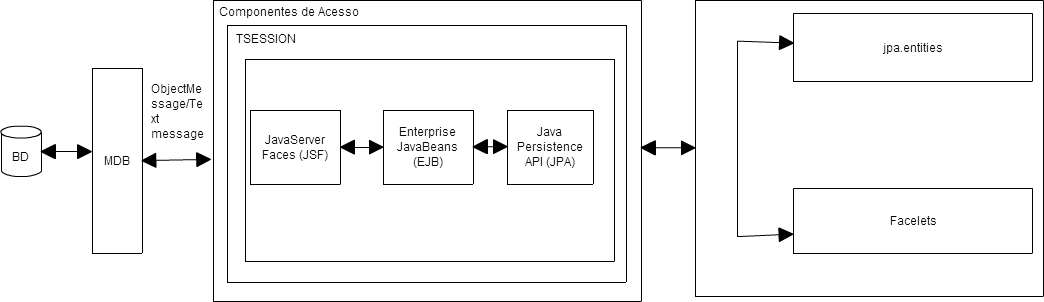 Componentes de Acesso
TSESSION
jpa.entities
ObjectMe
ssage/Te
xt
message
BD
MDB
JavaServer
Faces (JSF)
Enterprise
JavaBeans
(EJB)
Java
Persistence
API (JPA)
Facelets